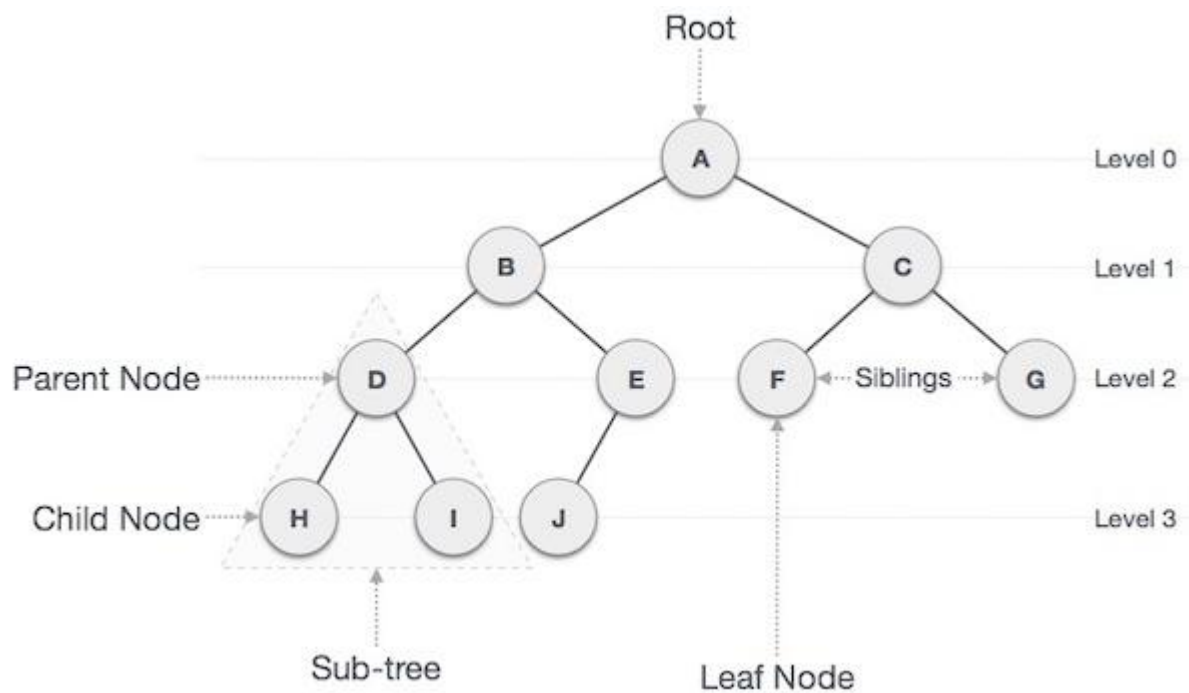 Root
A
Level 0
B
C
Level 1
Parent Node
D
E
F
Siblings
G
Level 2
Child Node
H
I
J
Level 3
Sub-tree
Leaf Node